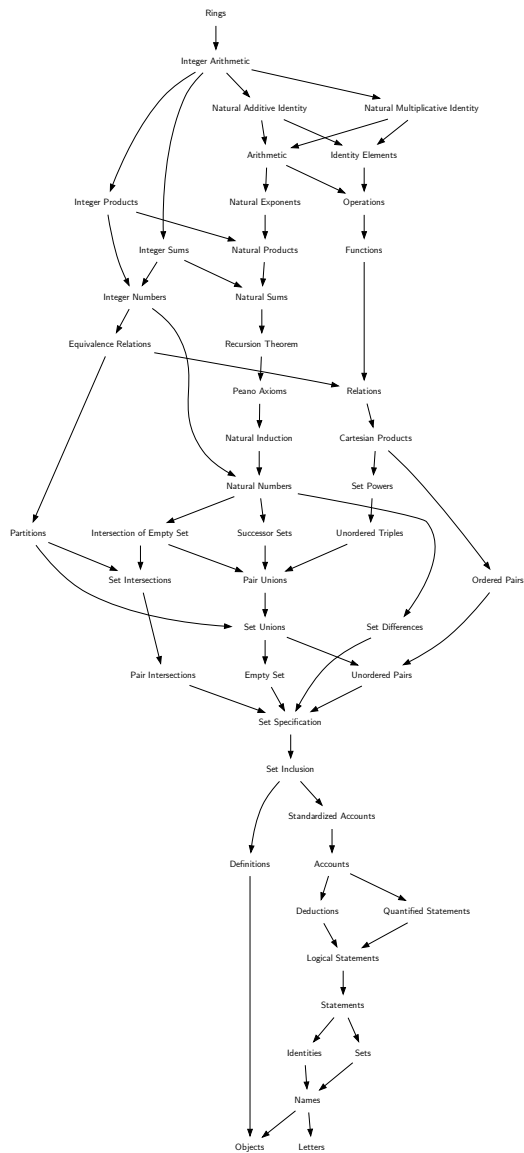 Rings
Integer Arithmetic
Natural Additive Identity
Natural Multiplicative Identity
Arithmetic
Identity Elements
Integer Products
Natural Exponents
Operations
Integer Sums
Natural Products
Functions
Integer Numbers
Natural Sums
Equivalence Relations
Recursion Theorem
Peano Axioms
Relations
Natural Induction
Cartesian Products
Natural Numbers
Set Powers
Partitions
Intersection of Empty Set
Successor Sets
Unordered Triples
Set Intersections
Pair Unions
Ordered Pairs
Set Unions
Set Differences
Pair Intersections
Empty Set
Unordered Pairs
Set Specification
Set Inclusion
Standardized Accounts
Definitions
Accounts
Deductions
Quantified Statements
Logical Statements
Statements
Identities
Sets
Names
Objects
Letters